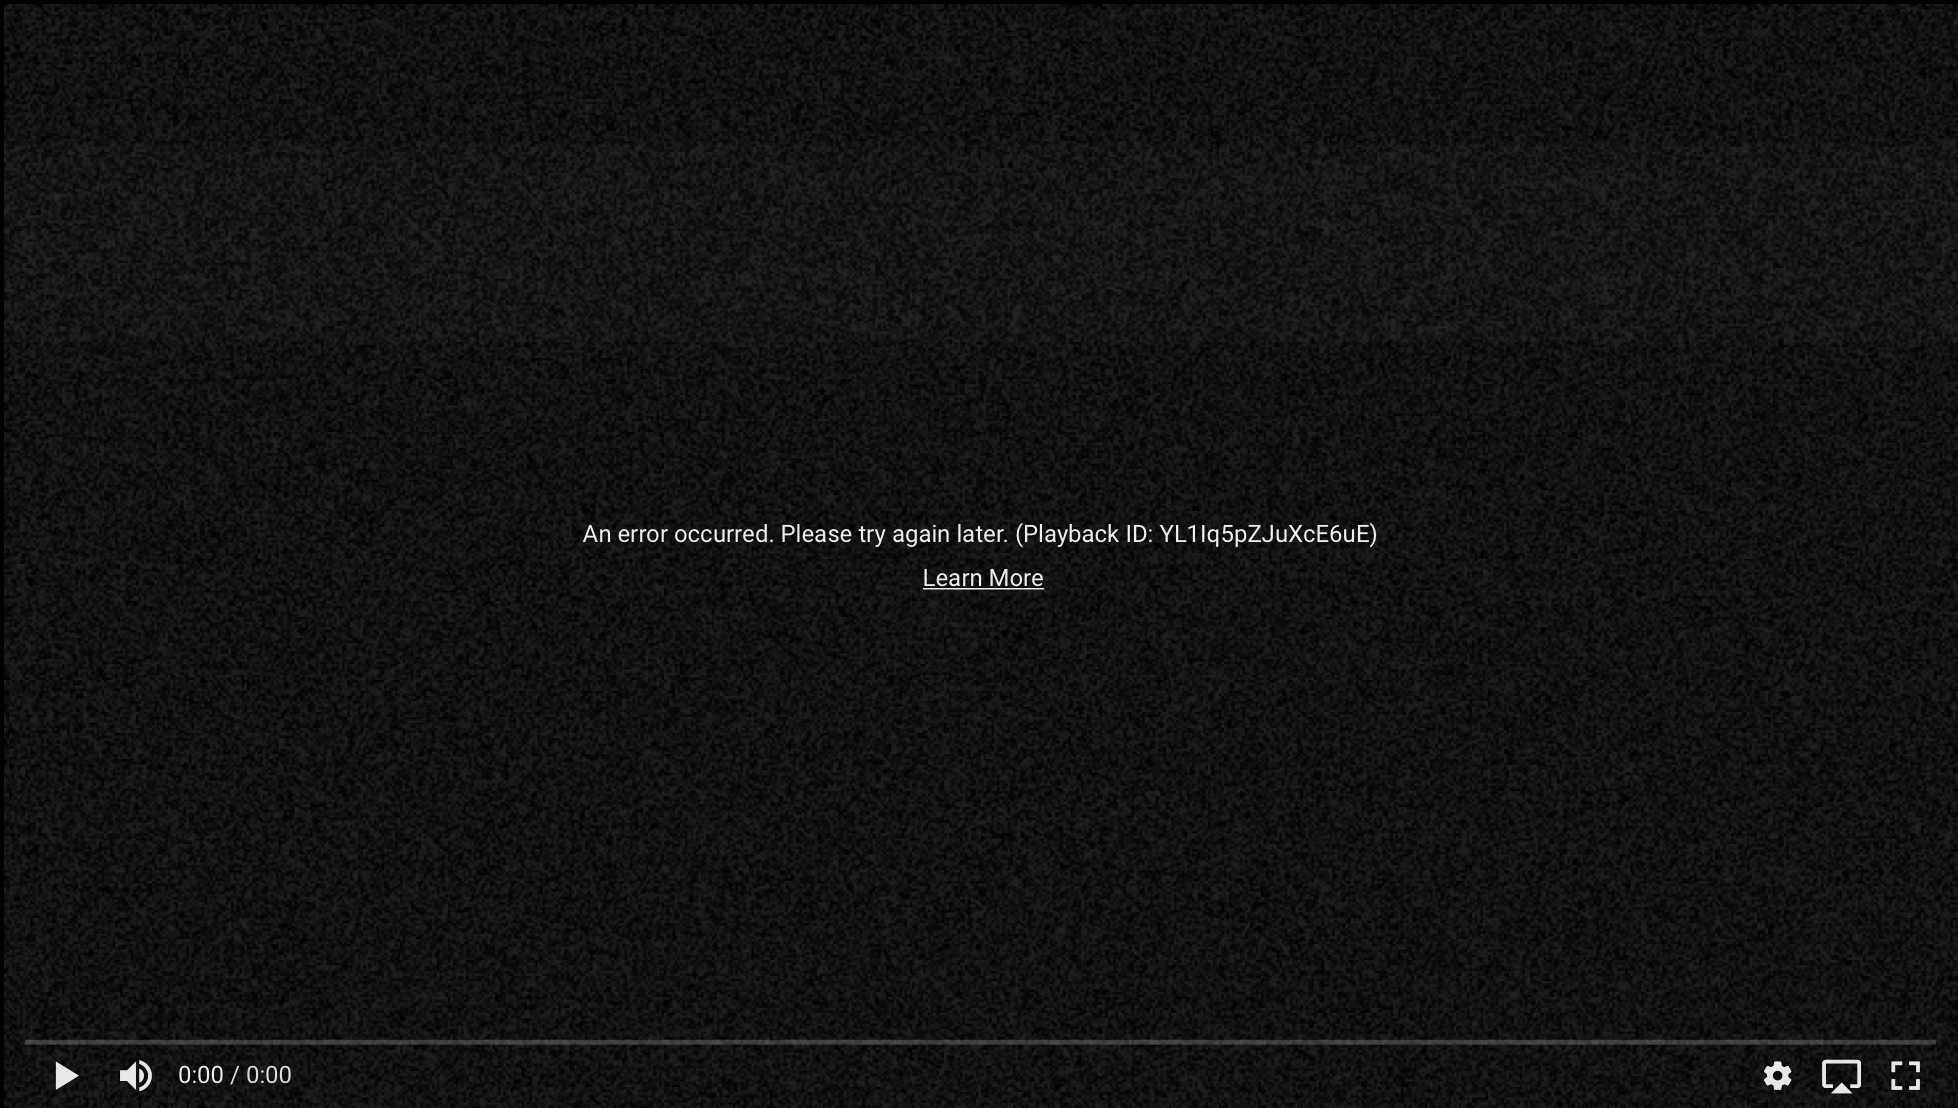 An error occurred. Please try again later. (Playback ID: YL1Iq5pZJuXcE6uE)
Learn More
0:00 / 0:00